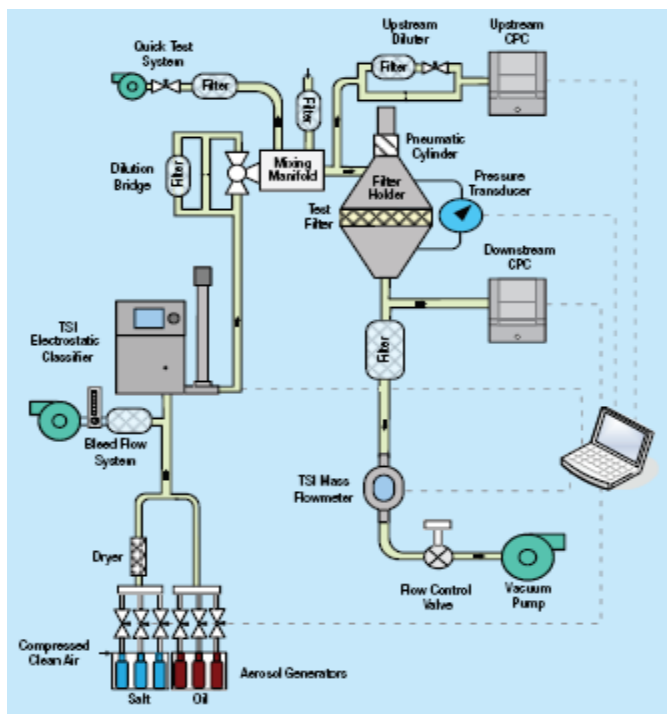 Quick Test
System
Filter
Filter
Upstream
Diluter
Filter
Upstream
CPC
Dilution
Bridge
Filter
Mixing
Manifold
Pneumatic
Cylinder
Filter
Holder
Test
Filter
Pressure
Transducer
Downstream
CPC
TSI
Electrostatic
Classifier
Filter
Bleed Flow
System
TSI Mass
Flowmeter
Dryer
Flow Control
Valve
Vacuum
Pump
Compressed
Clean Air
Aerosol Generators
Salt
Oil